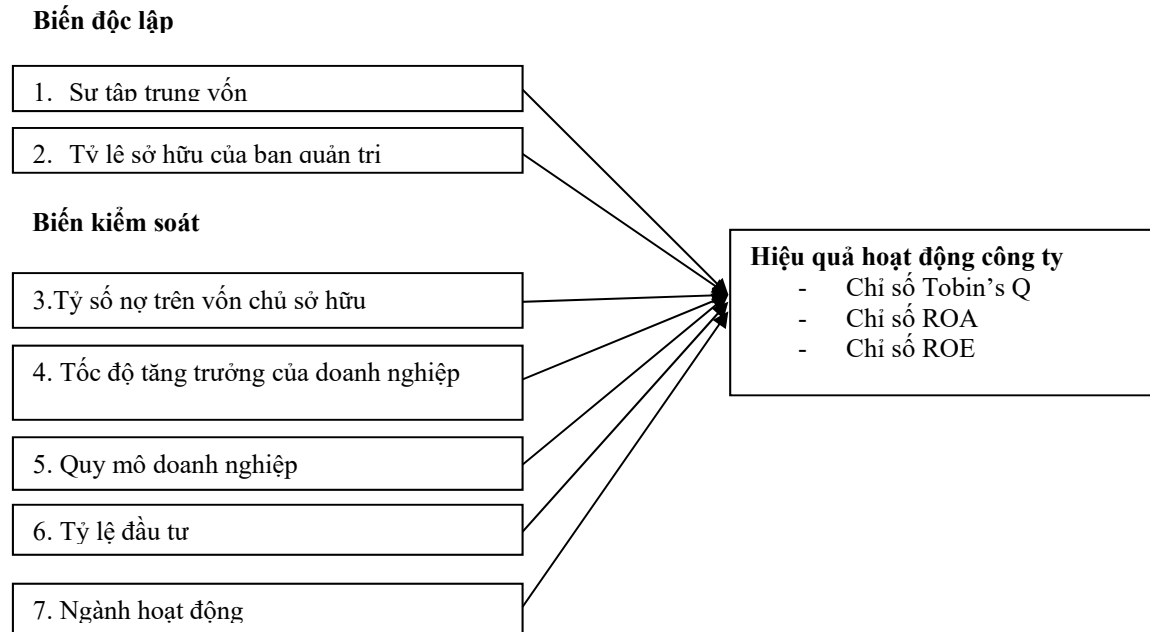 Biến độc lập
1. Sự tập trung vốn
2. Tỷ lệ sở hữu của ban quản trị
Biến kiểm soát
3.Tỷ số nợ trên vốn chủ sở hữu
4. Tốc độ tăng trưởng của doanh nghiệp
5. Quy mô doanh nghiệp
6. Tỷ lệ đầu tư
7. Ngành hoạt động
Hiệu quả hoạt động công ty
- Chỉ số Tobin’s Q
- Chỉ số ROA
- Chỉ số ROE